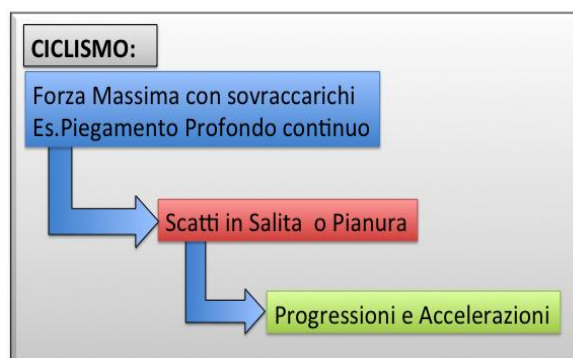 CICLISMO:
Forza Massima con sovraccarichi
Es.Piegamento Profondo continuo
Scatti in Salita o Pianura
Progressioni e Accelerazioni